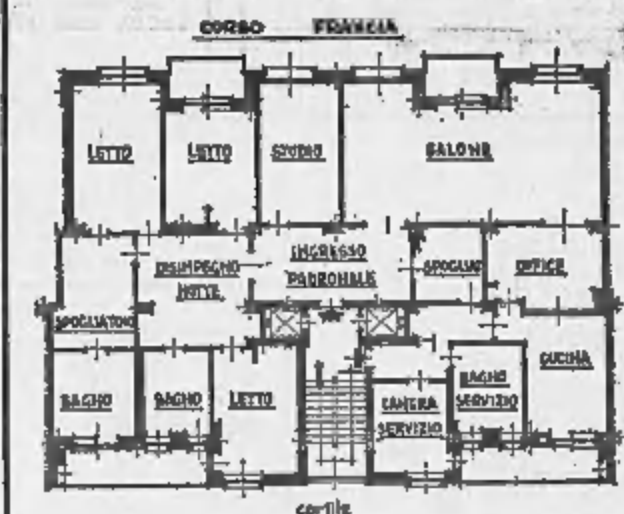 CORSO FRANCIA
LETTO
LETTO
STUDIO
SALONE
DISIMPEGNO
NOTTE
INGRESSO
PADRONALE
SPOGLIAT
OFFICE
SPOGLIATOIO
BAGNO
BAGNO
LETTO
CAMERA
SERVIZIO
BAGNO
SERVIZIO
CUCINA
CORTILE